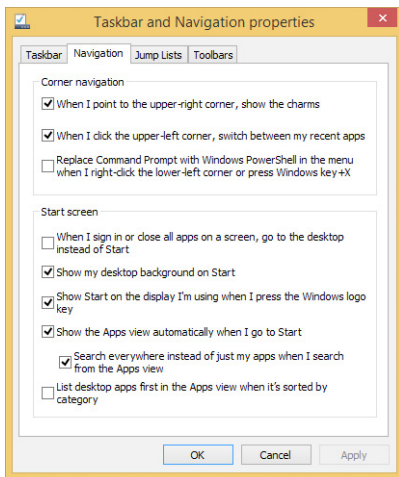 Taskbar and Navigation properties
Taskbar Navigation Jump Lists Toolbars
Corner navigation
When I point to the upper-right corner, show the charms
When I click the upper-left corner, switch between my recent apps
Replace Command Prompt with Windows PowerShell in the menu
when I right-click the lower-left corner or press Windows key+X
Start screen
When I sign in or close all apps on a screen, go to the desktop
instead of Start
Show my desktop background on Start
Show Start on the display I'm using when I press the Windows logo
key
Show the Apps view automatically when I go to Start
Search everywhere instead of just my apps when I search
from the Apps view
List desktop apps first in the Apps view when it's sorted by
category
OK Cancel Apply